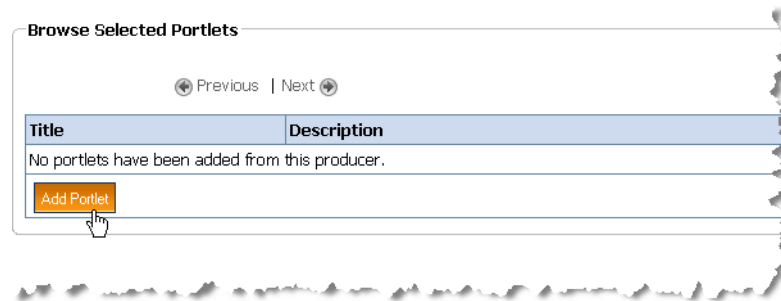 Browse Selected Portlets
Previous | Next
Title Description
No portlets have been added from this producer.
Add Portlet